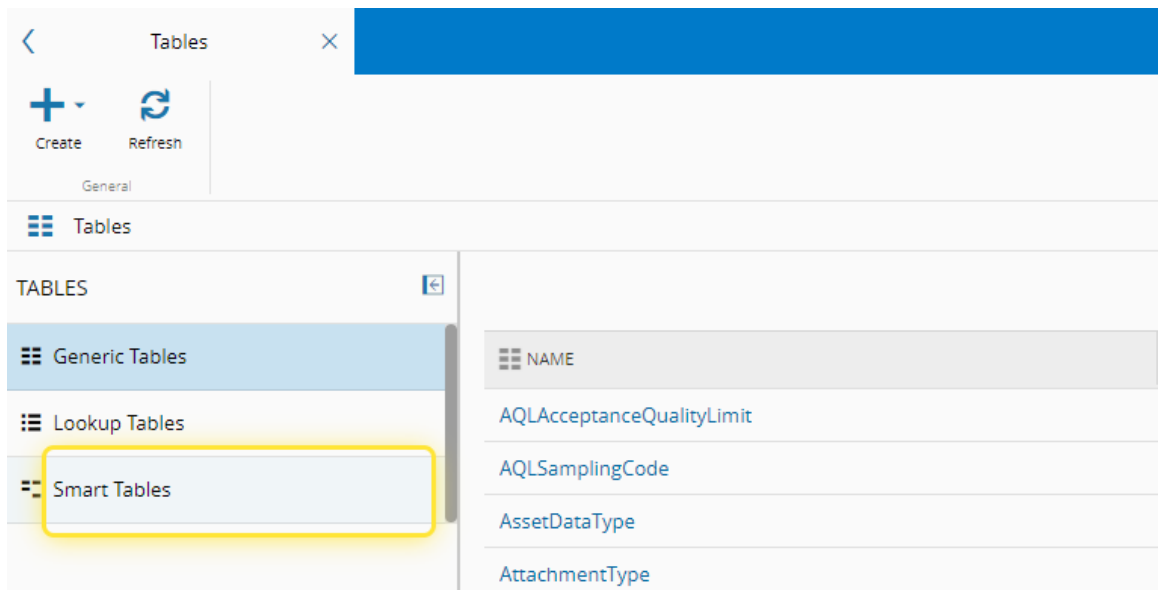 Tables
Create
Refresh
General
Tables
TABLES
Generic Tables
Lookup Tables
Smart Tables
NAME
AQLAcceptanceQualityLimit
AQLSamplingCode
AssetDataType
AttachmentType